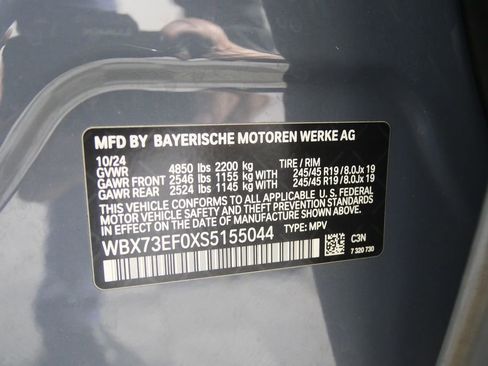 MFD BY BAYERISCHE MOTOREN WERKE AG
10/24
GVWR 4850 lbs 2200 kg TIRE / RIM
GAWR FRONT 2546 lbs 1155 kg 245/45 R19 / 8.0Jx 19
GAWR REAR 2524 lbs 1145 kg 245/45 R19 / 8.0Jx 19
THIS VEHICLE CONFORMS TO ALL APPLICABLE FEDERAL MOTOR
VEHICLE SAFETY AND THEFT PREVENTION STANDARDS IN EFFECT ON THE
DATE OF MANUFACTURE SHOWN ABOVE.
WBX73EF0XS5155044 TYPE: MPV
C3N
7 320 730